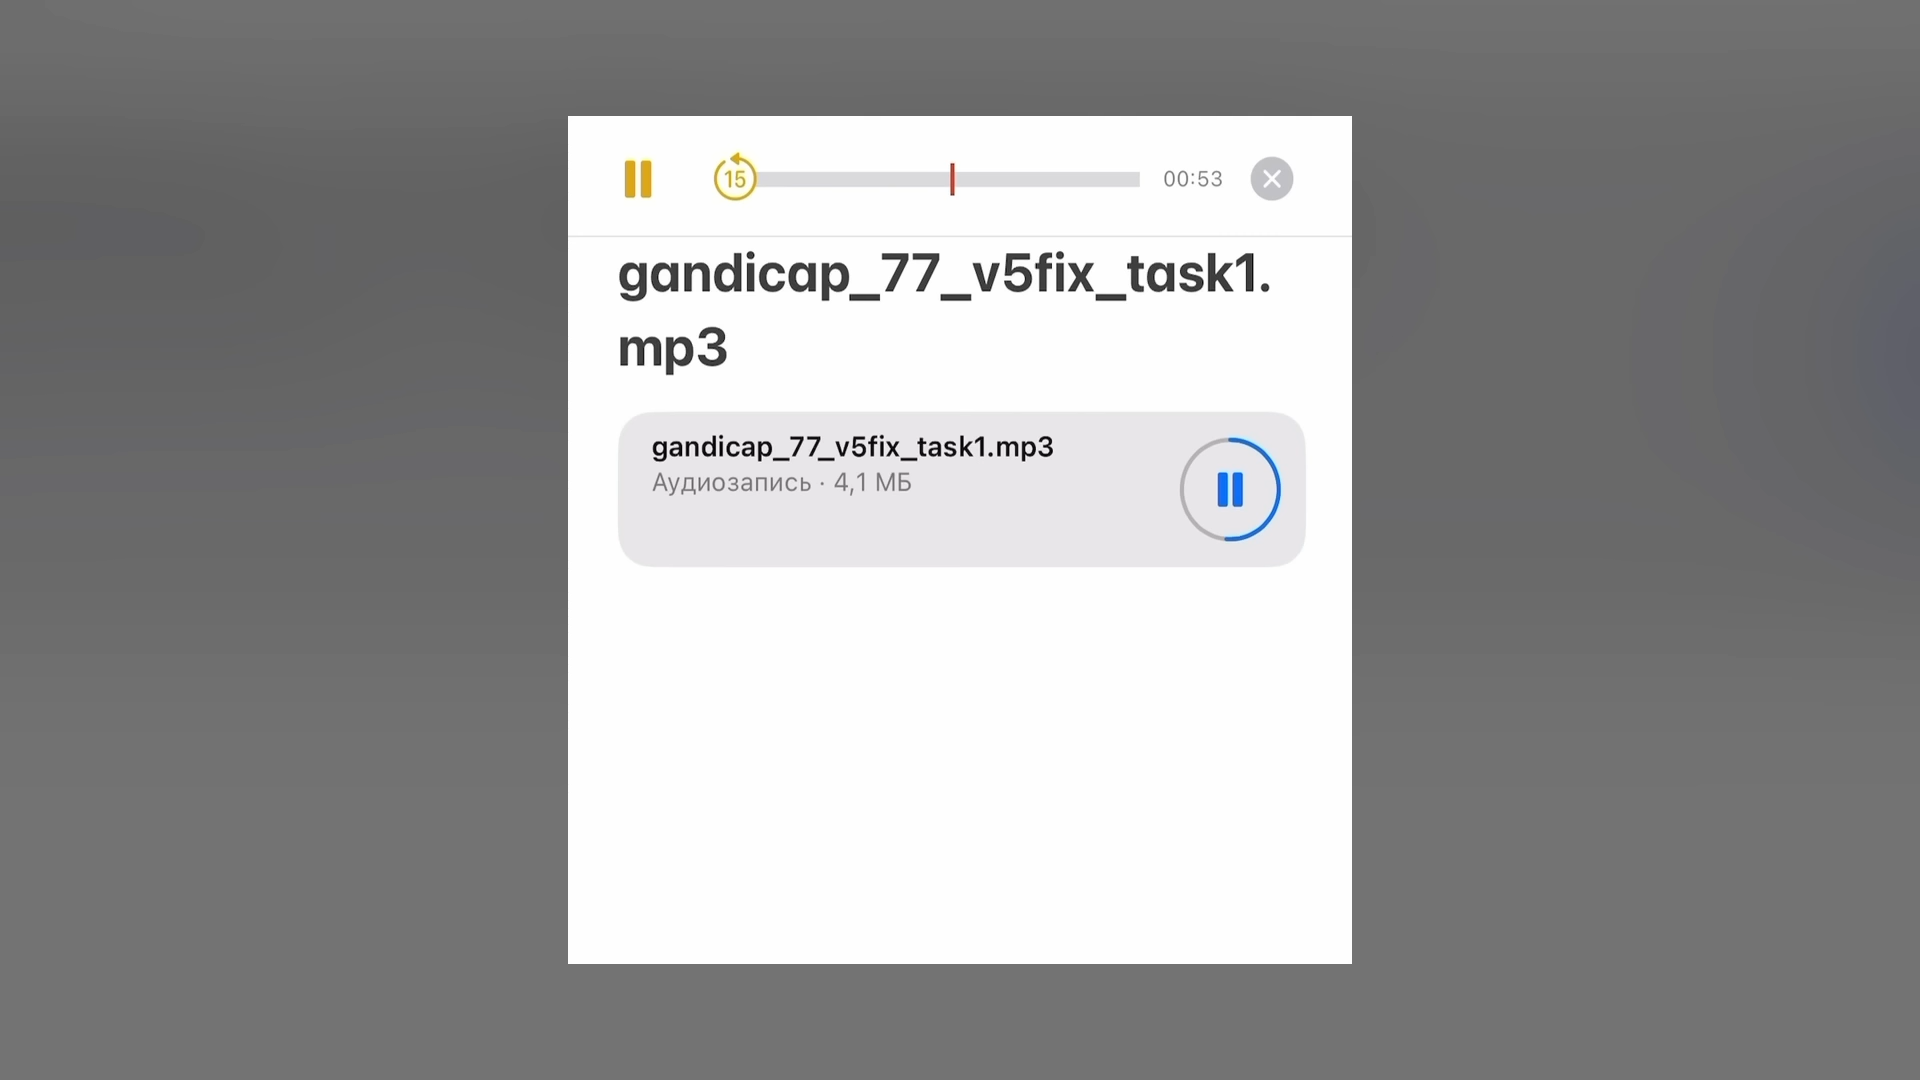 15
00:53
gandicap_77_v5fix_task1.
mp3
gandicap_77_v5fix_task1.mp3
Аудиозапись · 4,1 МБ